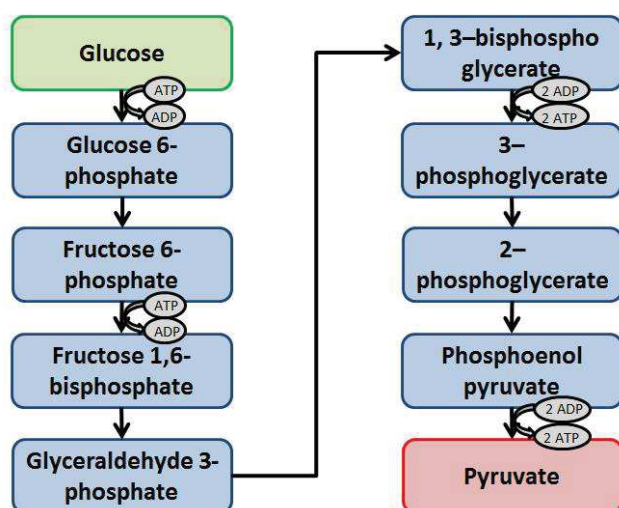 Glucose
ATP
ADP
Glucose 6-
phosphate
Fructose 6-
phosphate
ATP
ADP
Fructose 1,6-
bisphosphate
Glyceraldehyde 3-
phosphate
1, 3–bisphospho
glycerate
2 ADP
2 ATP
3–
phosphoglycerate
2–
phosphoglycerate
Phosphoenol
pyruvate
2 ADP
2 ATP
Pyruvate